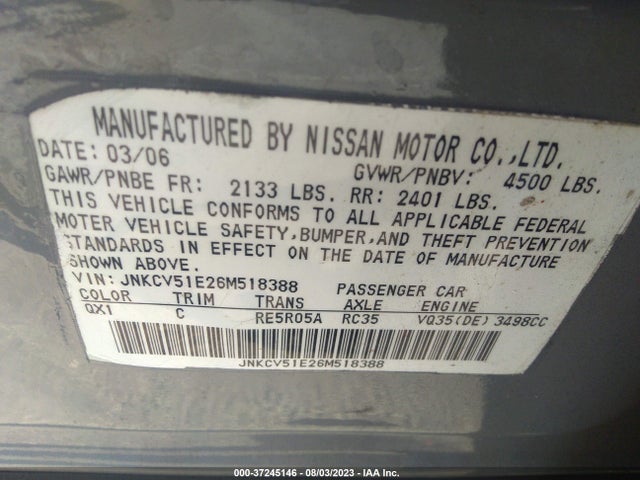 MANUFACTURED BY NISSAN MOTOR CO.,LTD.
DATE: 03/06 GVWR/PNBV: 4500 LBS.
GAWR/PNBE FR: 2133 LBS. RR: 2401 LBS.
THIS VEHICLE CONFORMS TO ALL APPLICABLE FEDERAL
MOTOR VEHICLE SAFETY,BUMPER,AND THEFT PREVENTION
STANDARDS IN EFFECT ON THE DATE OF MANUFACTURE
SHOWN ABOVE.
VIN: JNKCV51E26M518388 PASSENGER CAR
COLOR TRIM TRANS AXLE ENGINE
QX1 C RE5R05A RC35 VQ35(DE) 3498CC
JNKCV51E26M518388
000-37245146 - 08/03/2023 - IAA Inc.